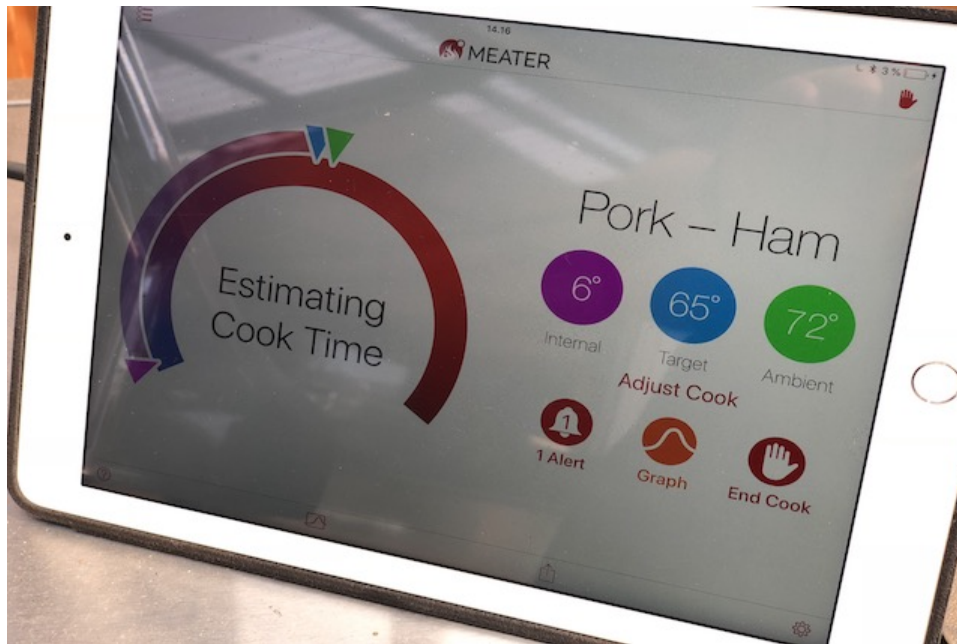 14.16
3 %
MEATER
Pork – Ham
Estimating
Cook Time
6° 65° 72°
Internal Target Ambient
Adjust Cook
1
1 Alert Graph End Cook